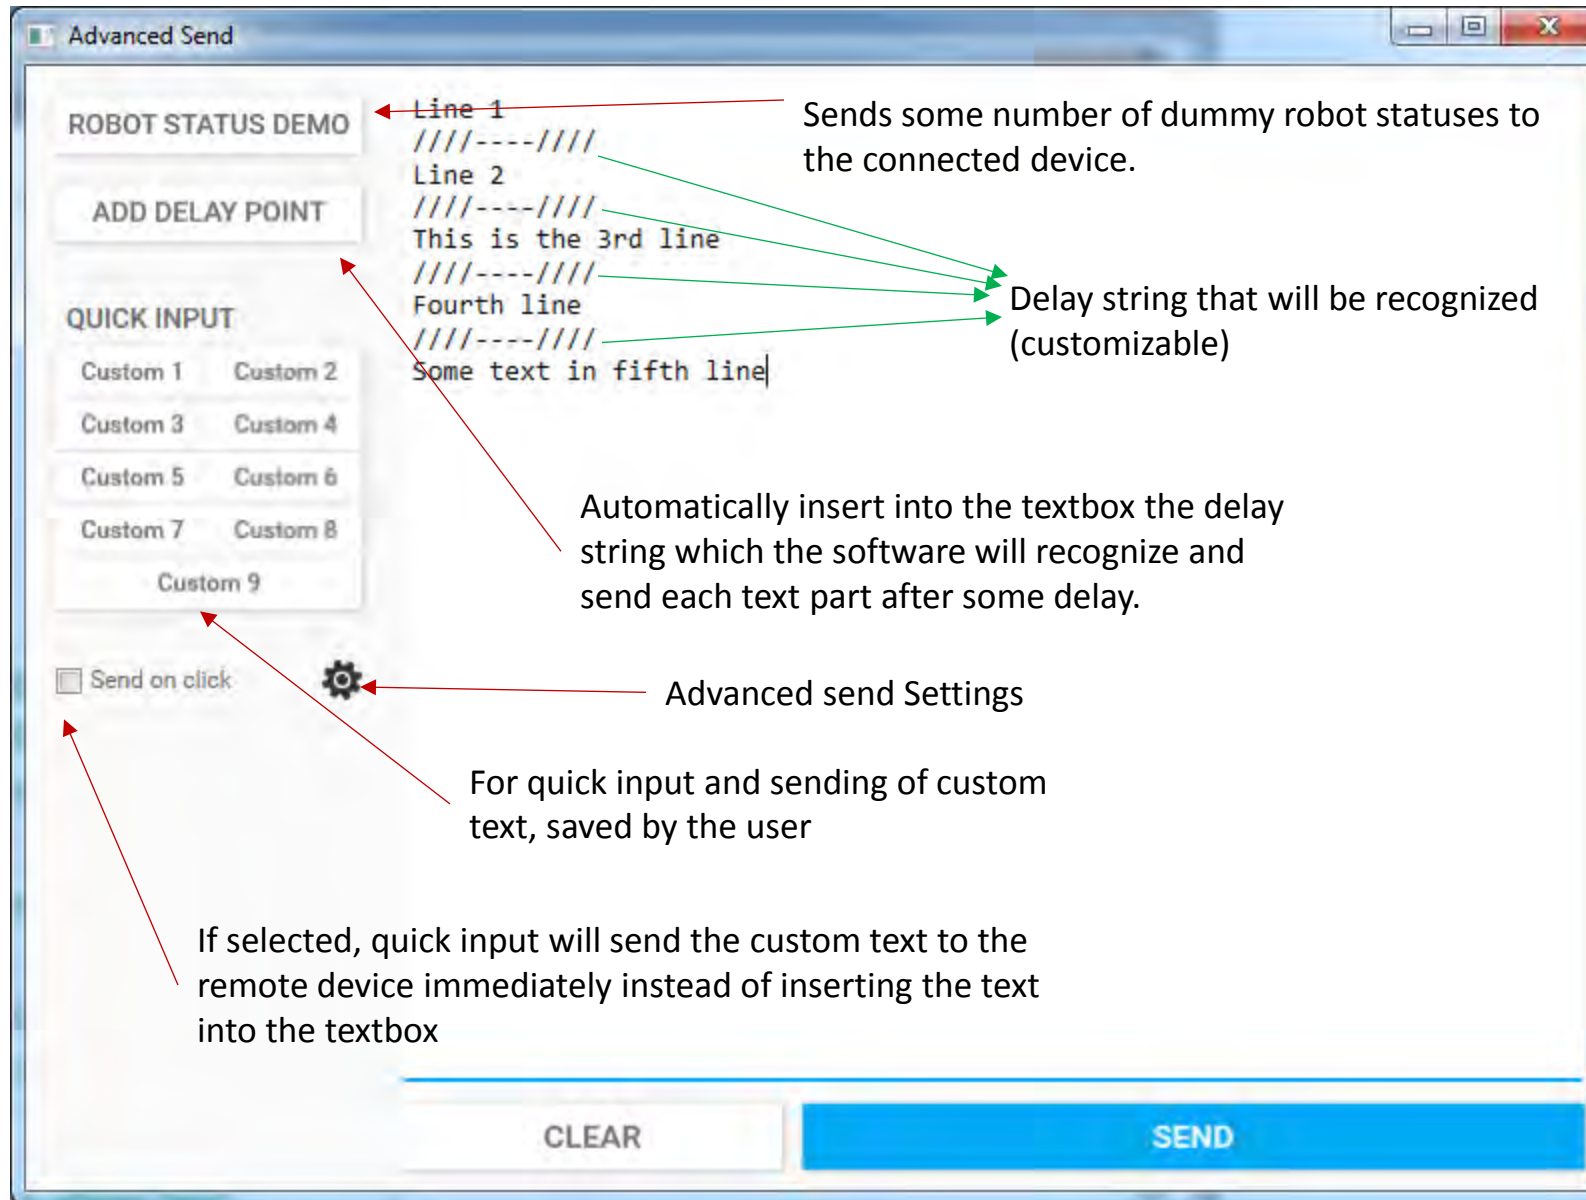 Advanced Send
ROBOT STATUS DEMO
ADD DELAY POINT
QUICK INPUT
Custom 1 Custom 2
Custom 3 Custom 4
Custom 5 Custom 6
Custom 7 Custom 8
Custom 9
Send on click
Line 1
////----////
Line 2
////----////
This is the 3rd line
////----////
Fourth line
////----////
Some text in fifth line
Sends some number of dummy robot statuses to
the connected device.
Delay string that will be recognized
(customizable)
Automatically insert into the textbox the delay
string which the software will recognize and
send each text part after some delay.
Advanced send Settings
For quick input and sending of custom
text, saved by the user
If selected, quick input will send the custom text to the
remote device immediately instead of inserting the text
into the textbox
CLEAR
SEND